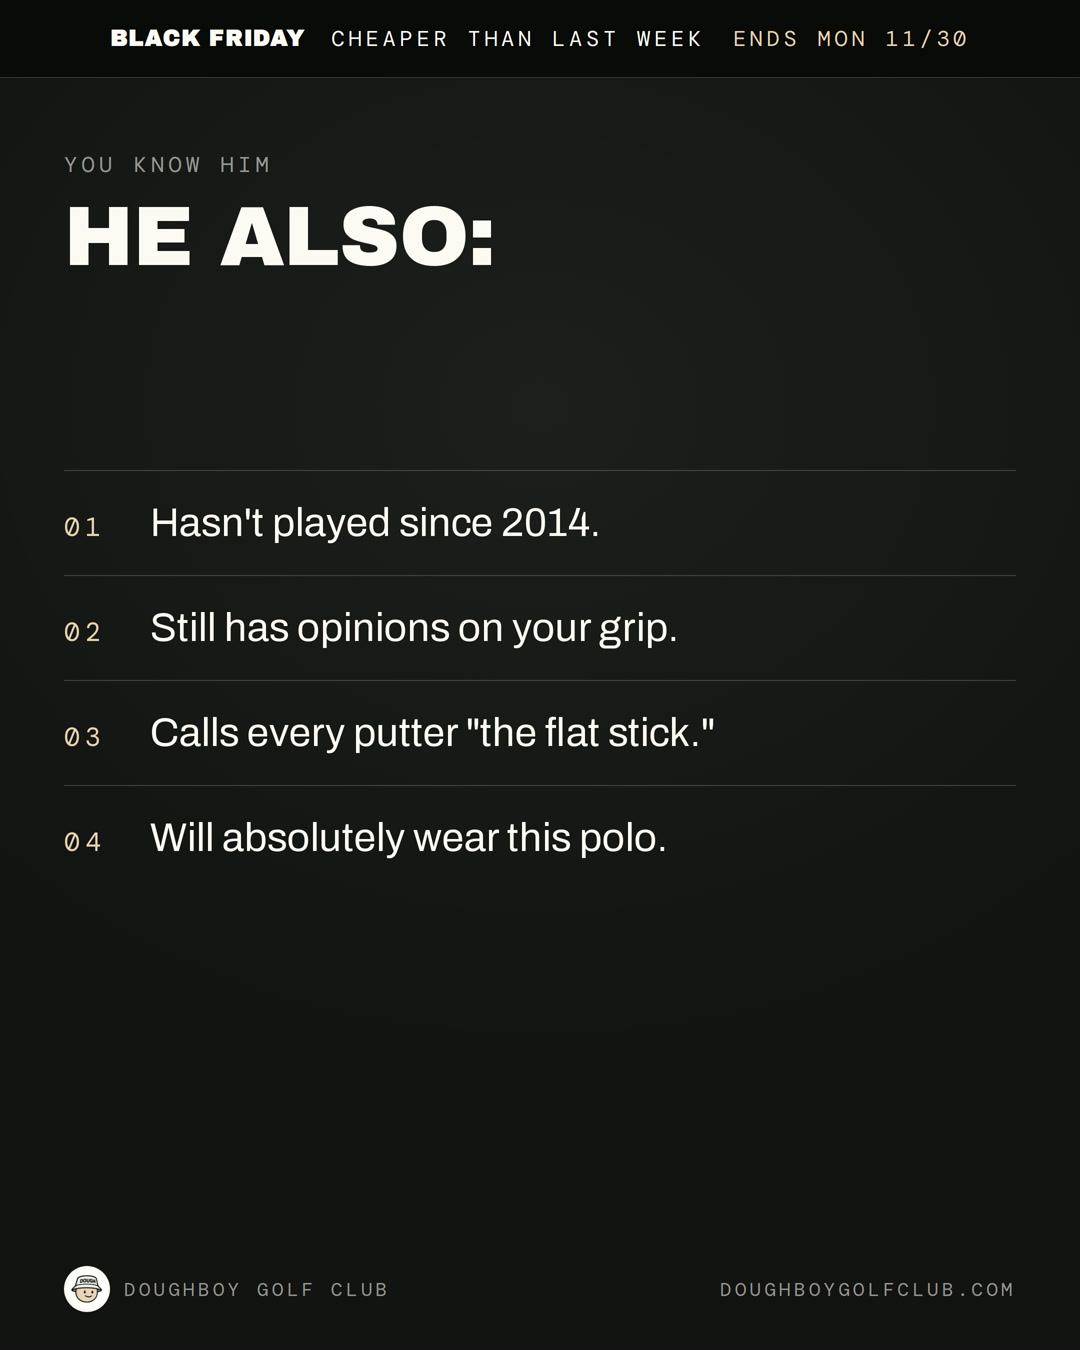 BLACK FRIDAY CHEAPER THAN LAST WEEK ENDS MON 11/30
YOU KNOW HIM
HE ALSO:
01 Hasn't played since 2014.
02 Still has opinions on your grip.
03 Calls every putter "the flat stick."
04 Will absolutely wear this polo.
DOUGH
DOUGHBOY GOLF CLUB
DOUGHBOYGOLFCLUB.COM